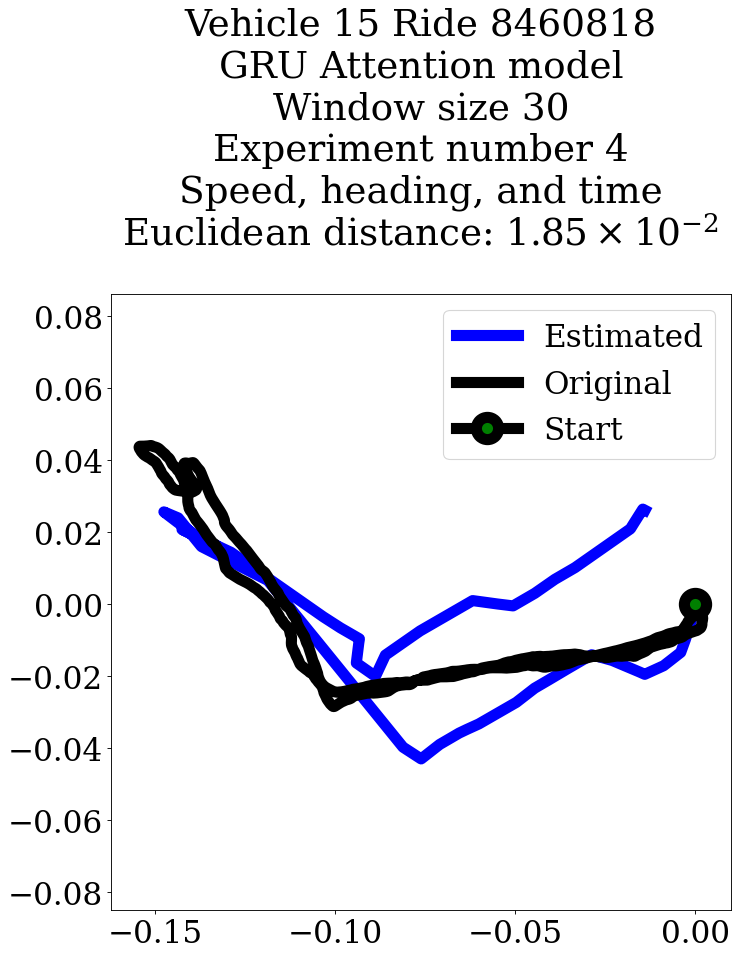 Vehicle 15 Ride 8460818
GRU Attention model
Window size 30
Experiment number 4
Speed, heading, and time
Euclidean distance: 1.85 × 10⁻²
Estimated
Original
Start
0.08
0.06
0.04
0.02
0.00
−0.02
−0.04
−0.06
−0.08
−0.15 −0.10 −0.05 0.00